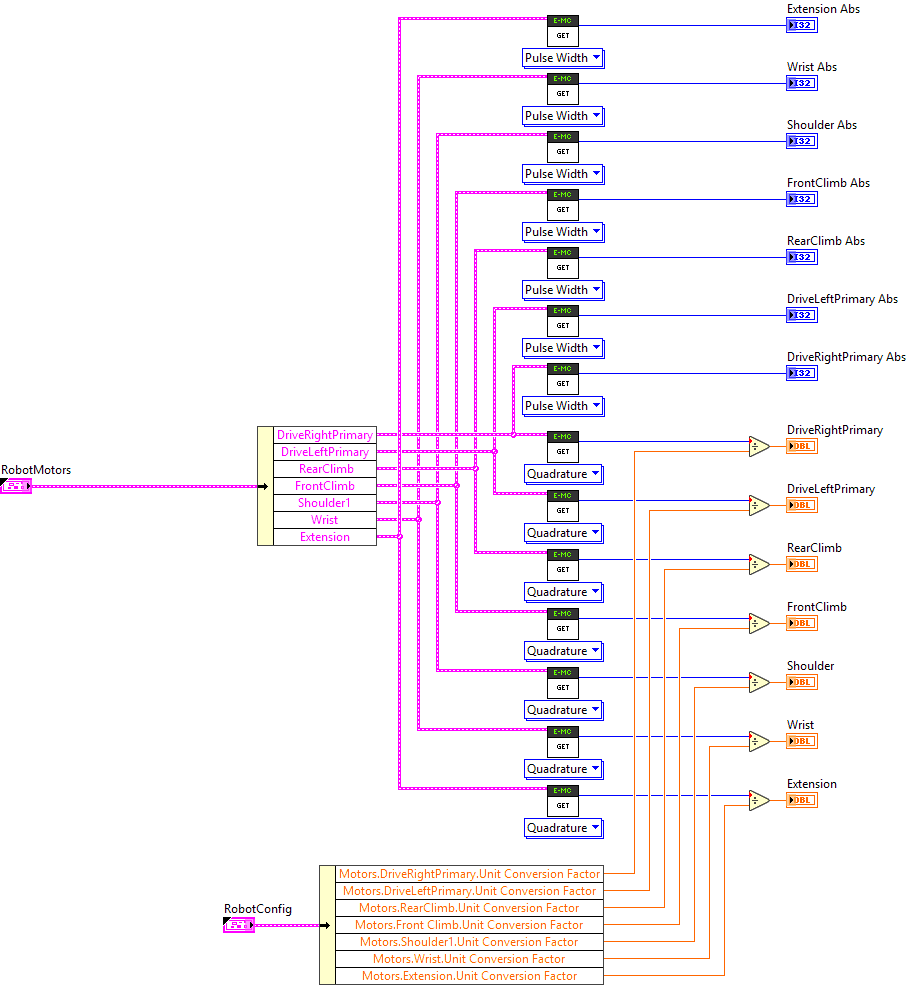 Extension Abs
E-MC
GET
I32
Pulse Width
Wrist Abs
E-MC
GET
I32
Pulse Width
Shoulder Abs
E-MC
GET
I32
Pulse Width
FrontClimb Abs
E-MC
GET
I32
Pulse Width
RearClimb Abs
E-MC
GET
I32
Pulse Width
DriveLeftPrimary Abs
E-MC
GET
I32
Pulse Width
DriveRightPrimary Abs
E-MC
GET
I32
Pulse Width
RobotMotors
DriveRightPrimary
DriveLeftPrimary
RearClimb
FrontClimb
Shoulder1
Wrist
Extension
DriveRightPrimary
E-MC
GET
÷
DBL
Quadrature
DriveLeftPrimary
E-MC
GET
÷
DBL
Quadrature
RearClimb
E-MC
GET
÷
DBL
Quadrature
FrontClimb
E-MC
GET
÷
DBL
Quadrature
Shoulder
E-MC
GET
÷
DBL
Quadrature
Wrist
E-MC
GET
÷
DBL
Quadrature
Extension
E-MC
GET
÷
DBL
Quadrature
RobotConfig
Motors.DriveRightPrimary.Unit Conversion Factor
Motors.DriveLeftPrimary.Unit Conversion Factor
Motors.RearClimb.Unit Conversion Factor
Motors.Front Climb.Unit Conversion Factor
Motors.Shoulder1.Unit Conversion Factor
Motors.Wrist.Unit Conversion Factor
Motors.Extension.Unit Conversion Factor